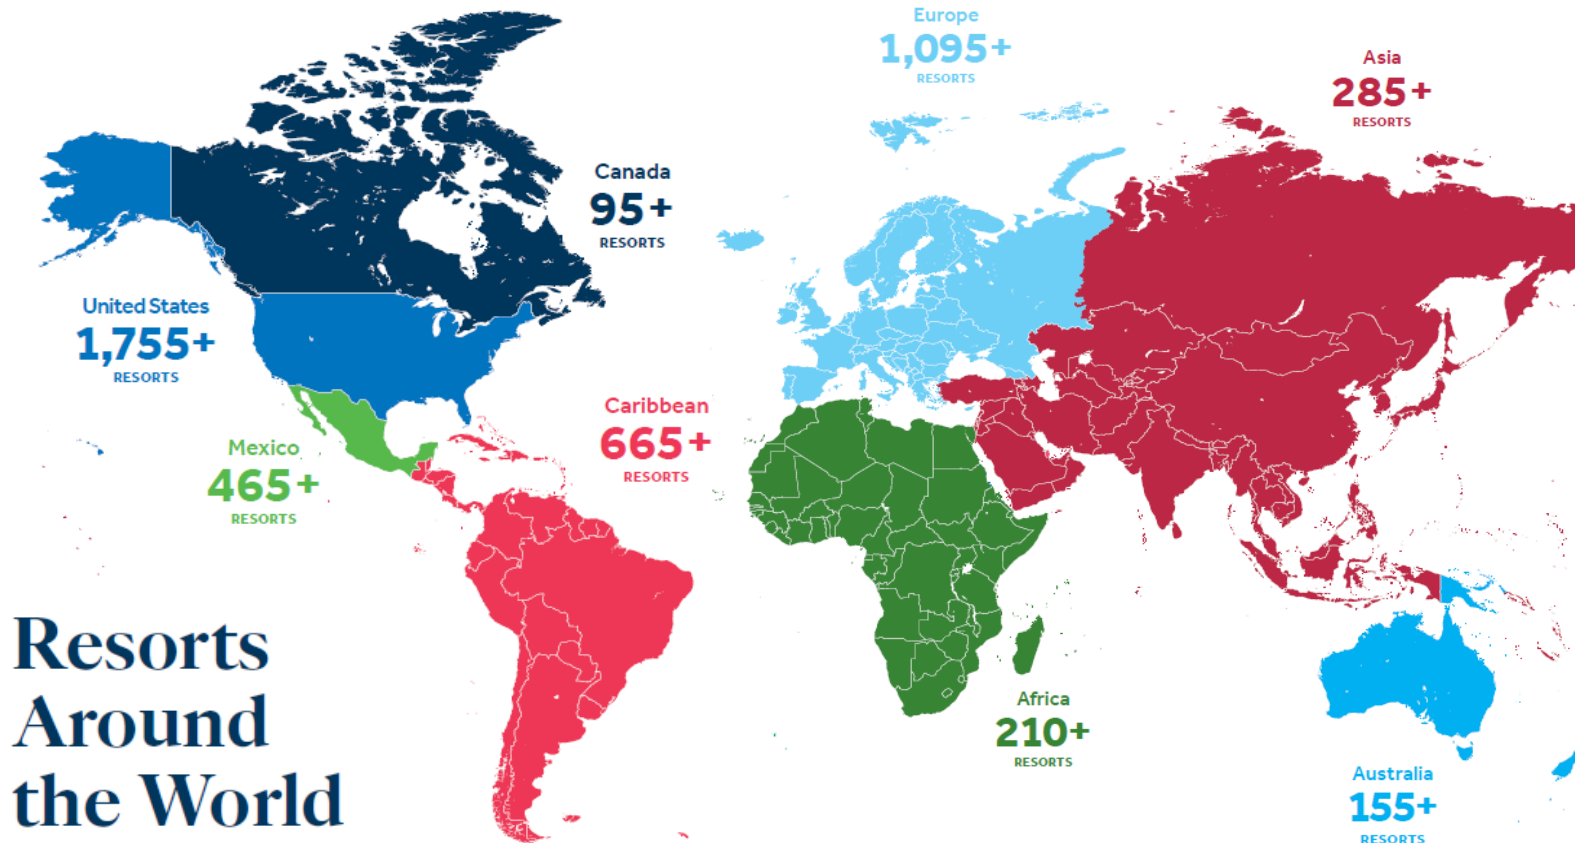 Europe
1,095+
RESORTS
Asia
285+
RESORTS
Canada
95+
RESORTS
United States
1,755+
RESORTS
Caribbean
665+
RESORTS
Mexico
465+
RESORTS
Resorts
Around
the World
Africa
210+
RESORTS
Australia
155+
RESORTS